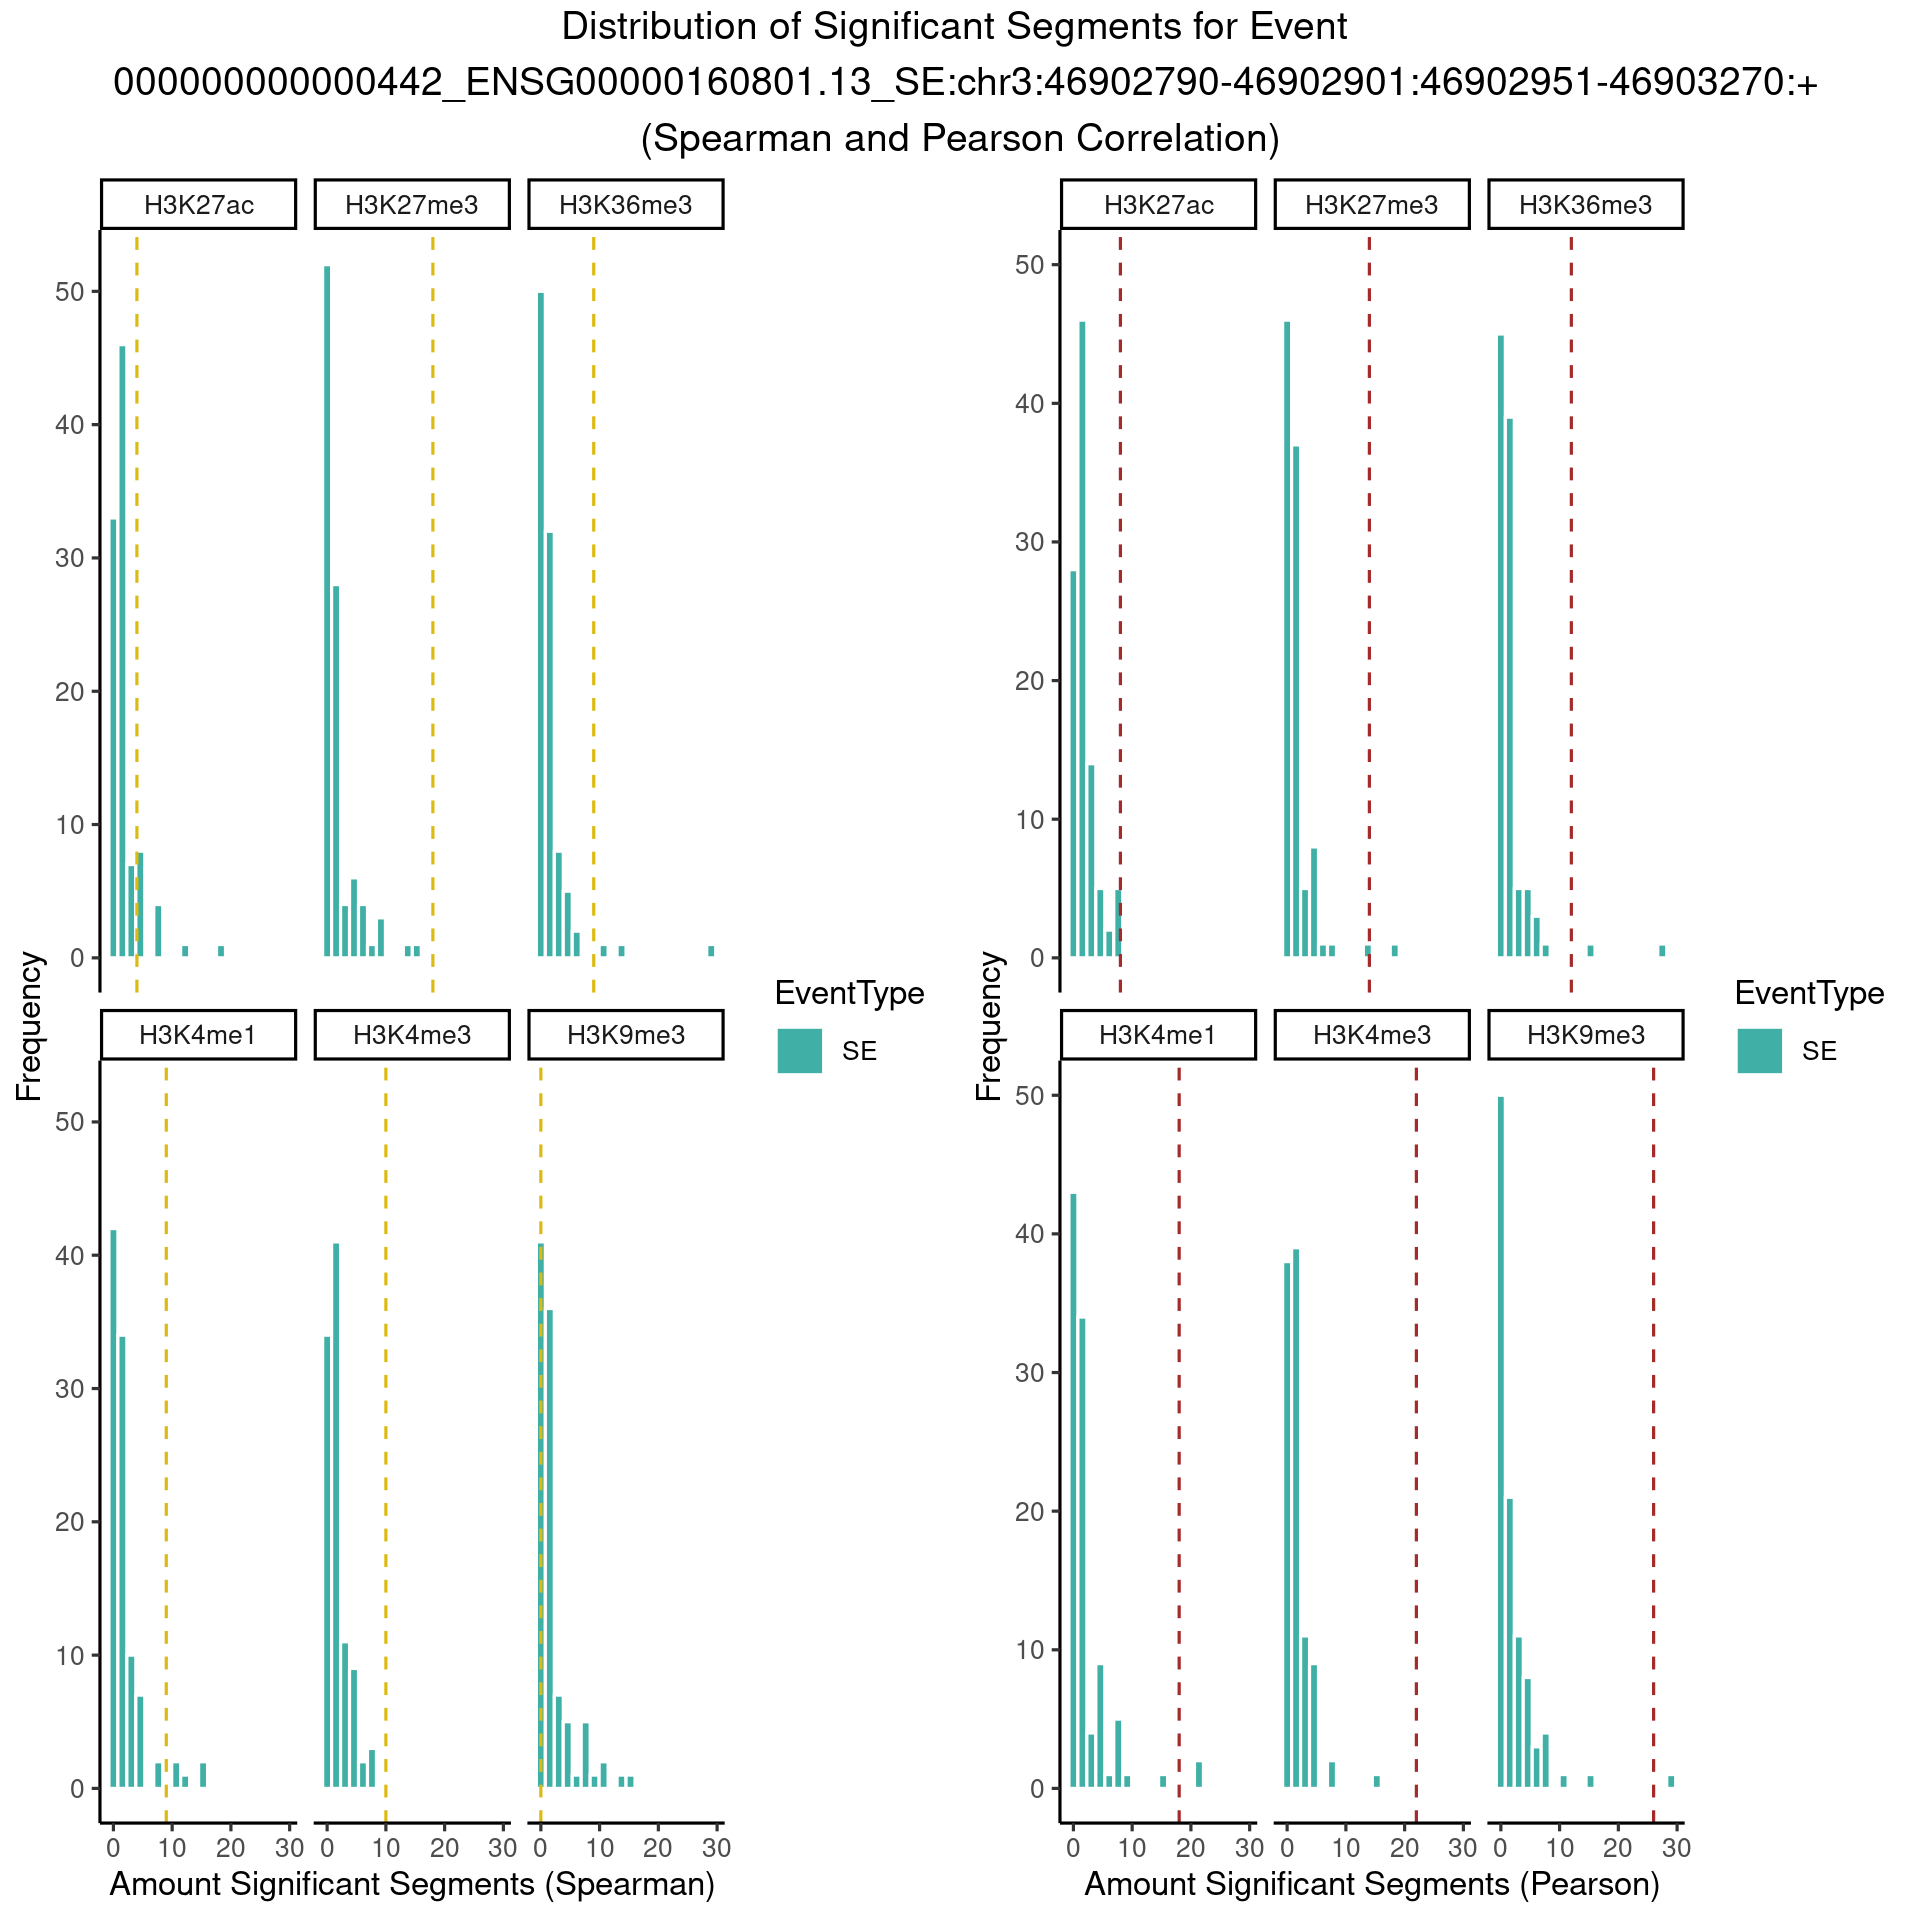 Distribution of Significant Segments for Event
000000000000442_ENSG00000160801.13_SE:chr3:46902790-46902901:46902951-46903270:+
(Spearman and Pearson Correlation)
H3K27ac H3K27me3 H3K36me3
50
40
30
20
10
0
H3K4me1 H3K4me3 H3K9me3
50
40
30
20
10
0
0 10 20 30 0 10 20 30 0 10 20 30
Frequency
Amount Significant Segments (Spearman)
EventType
SE
H3K27ac H3K27me3 H3K36me3
50
40
30
20
10
0
H3K4me1 H3K4me3 H3K9me3
50
40
30
20
10
0
0 10 20 30 0 10 20 30 0 10 20 30
Frequency
Amount Significant Segments (Pearson)
EventType
SE